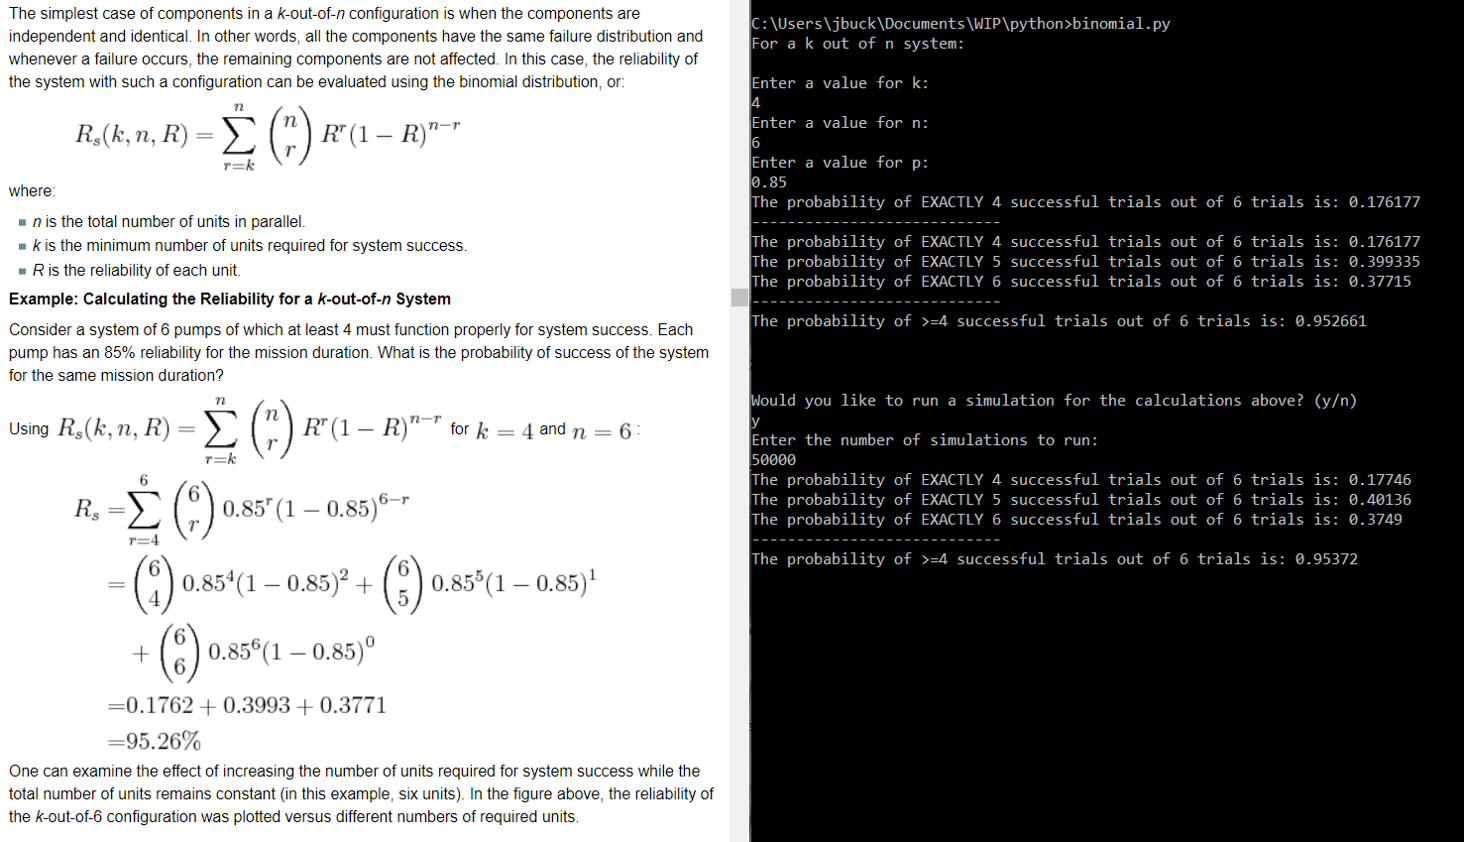 The simplest case of components in a k-out-of-n configuration is when the components are
independent and identical. In other words, all the components have the same failure distribution and
whenever a failure occurs, the remaining components are not affected. In this case, the reliability of
the system with such a configuration can be evaluated using the binomial distribution, or:
R_s(k, n, R) = \sum_{r=k}^{n} \binom{n}{r} R^r (1 − R)^{n−r}
where:
▪ n is the total number of units in parallel.
▪ k is the minimum number of units required for system success.
▪ R is the reliability of each unit.
Example: Calculating the Reliability for a k-out-of-n System
Consider a system of 6 pumps of which at least 4 must function properly for system success. Each
pump has an 85% reliability for the mission duration. What is the probability of success of the system
for the same mission duration?
Using R_s(k, n, R) = \sum_{r=k}^{n} \binom{n}{r} R^r (1 − R)^{n−r} for k = 4 and n = 6 :
R_s = \sum_{r=4}^{6} \binom{6}{r} 0.85^r (1 − 0.85)^{6−r}
= \binom{6}{4} 0.85^4 (1 − 0.85)^2 + \binom{6}{5} 0.85^5 (1 − 0.85)^1
+ \binom{6}{6} 0.85^6 (1 − 0.85)^0
=0.1762 + 0.3993 + 0.3771
=95.26%
One can examine the effect of increasing the number of units required for system success while the
total number of units remains constant (in this example, six units). In the figure above, the reliability of
the k-out-of-6 configuration was plotted versus different numbers of required units.
C:\Users\jbuck\Documents\WIP\python>binomial.py
For a k out of n system:
Enter a value for k:
4
Enter a value for n:
6
Enter a value for p:
0.85
The probability of EXACTLY 4 successful trials out of 6 trials is: 0.176177
----------------------------
The probability of EXACTLY 4 successful trials out of 6 trials is: 0.176177
The probability of EXACTLY 5 successful trials out of 6 trials is: 0.399335
The probability of EXACTLY 6 successful trials out of 6 trials is: 0.37715
----------------------------
The probability of >=4 successful trials out of 6 trials is: 0.952661
Would you like to run a simulation for the calculations above? (y/n)
y
Enter the number of simulations to run:
50000
The probability of EXACTLY 4 successful trials out of 6 trials is: 0.17746
The probability of EXACTLY 5 successful trials out of 6 trials is: 0.40136
The probability of EXACTLY 6 successful trials out of 6 trials is: 0.3749
----------------------------
The probability of >=4 successful trials out of 6 trials is: 0.95372